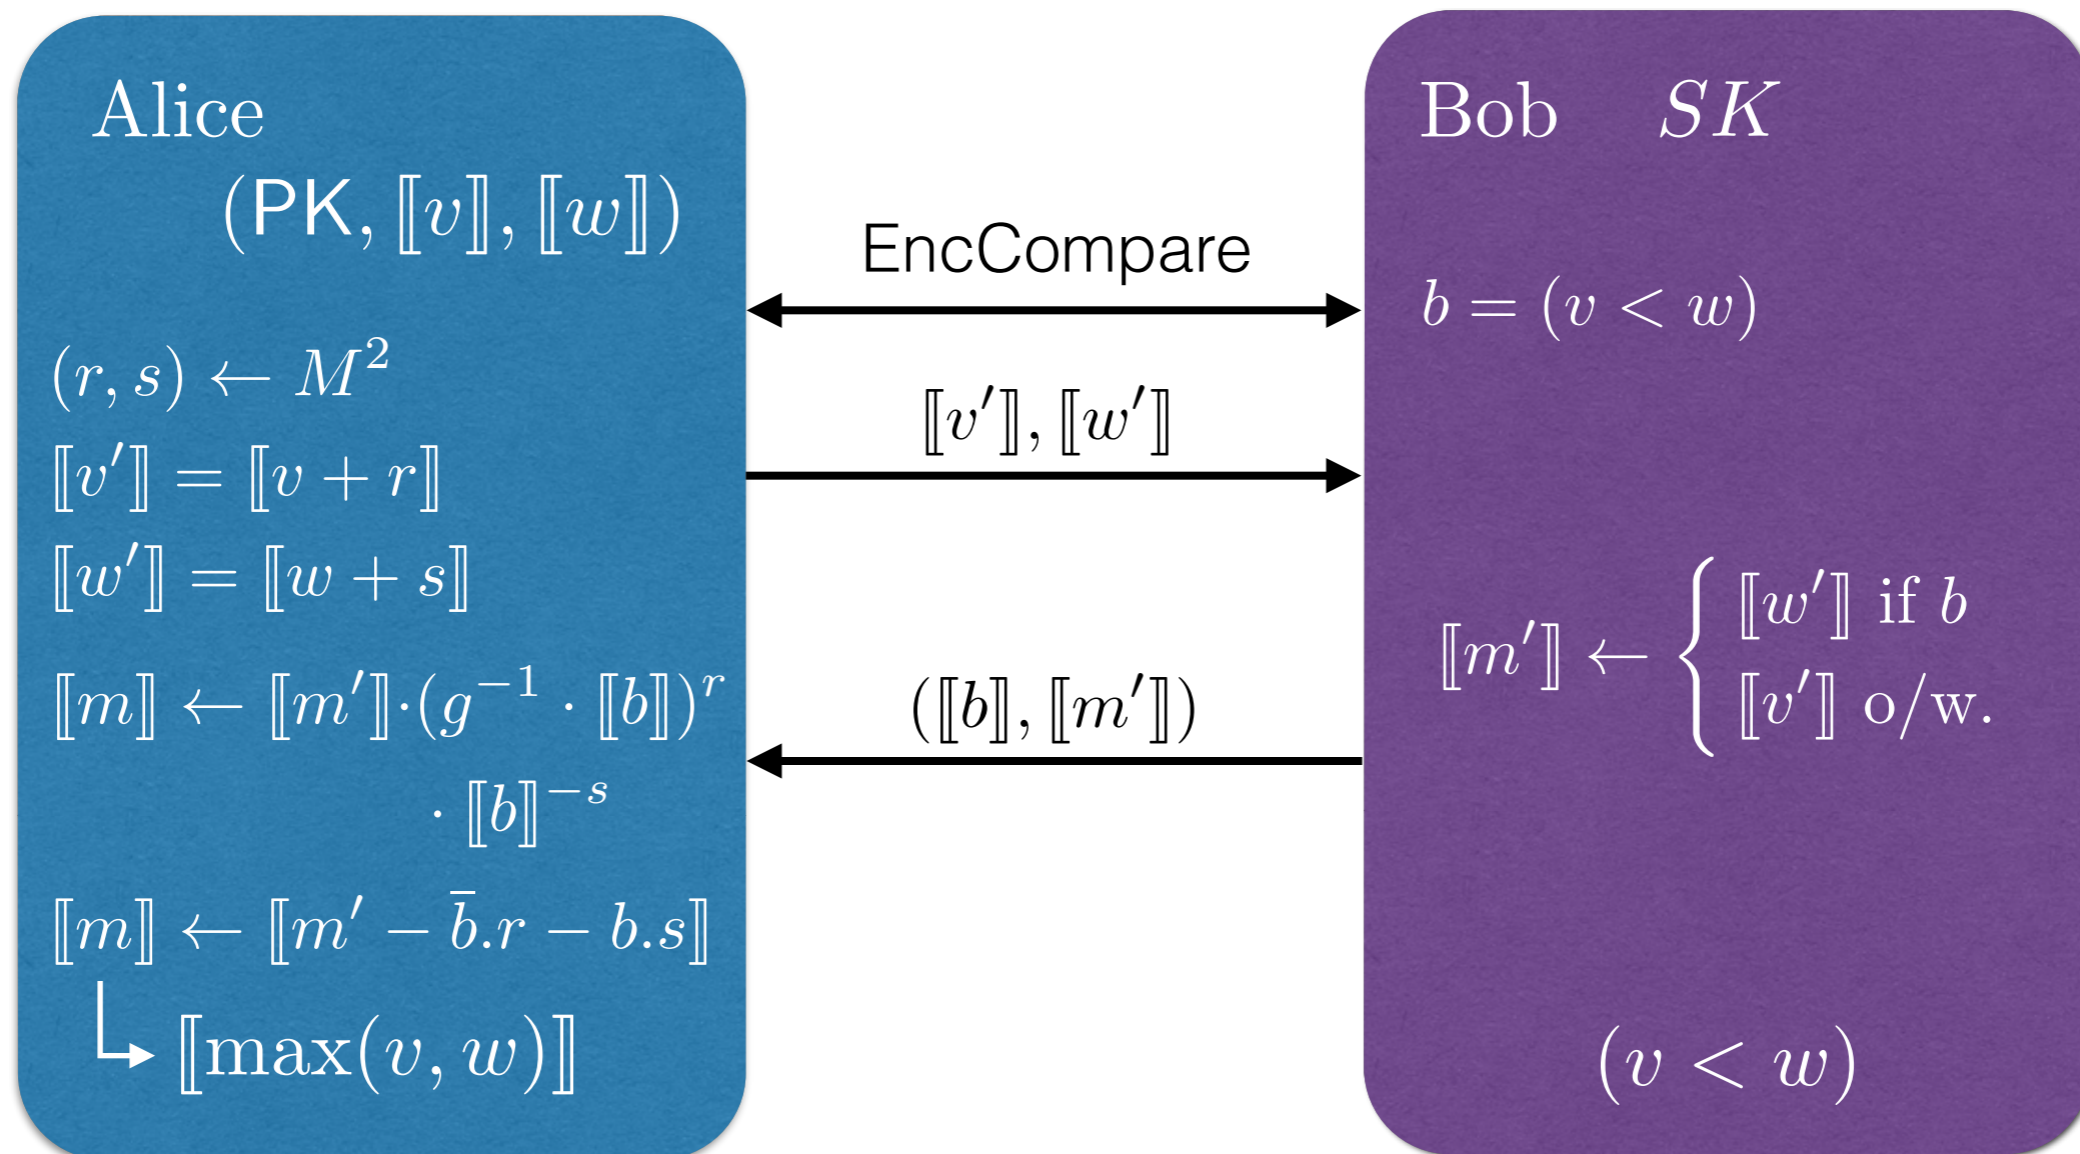 Alice
(PK, ⟦v⟧, ⟦w⟧)
(r, s) ← M²
⟦v′⟧ = ⟦v + r⟧
⟦w′⟧ = ⟦w + s⟧
⟦m⟧ ← ⟦m′⟧·(g⁻¹ · ⟦b⟧)ʳ
· ⟦b⟧⁻ˢ
⟦m⟧ ← ⟦m′ − b̅.r − b.s⟧
⟦max(v, w)⟧
EncCompare
⟦v′⟧, ⟦w′⟧
(⟦b⟧, ⟦m′⟧)
Bob SK
b = (v < w)
⟦m′⟧ ← { ⟦w′⟧ if b
⟦v′⟧ o/w.
(v < w)